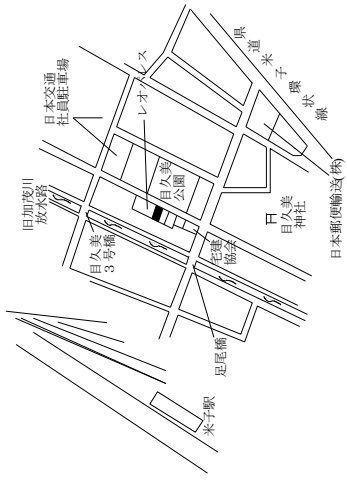 県道米子環状線
日本交通
社員駐車場
レオパレス
旧加茂川
放水路
目久美
公園
目久美
神社
日本郵便輸送(株)
目久美
3号橋
宅建
協会
足尾橋
米子駅